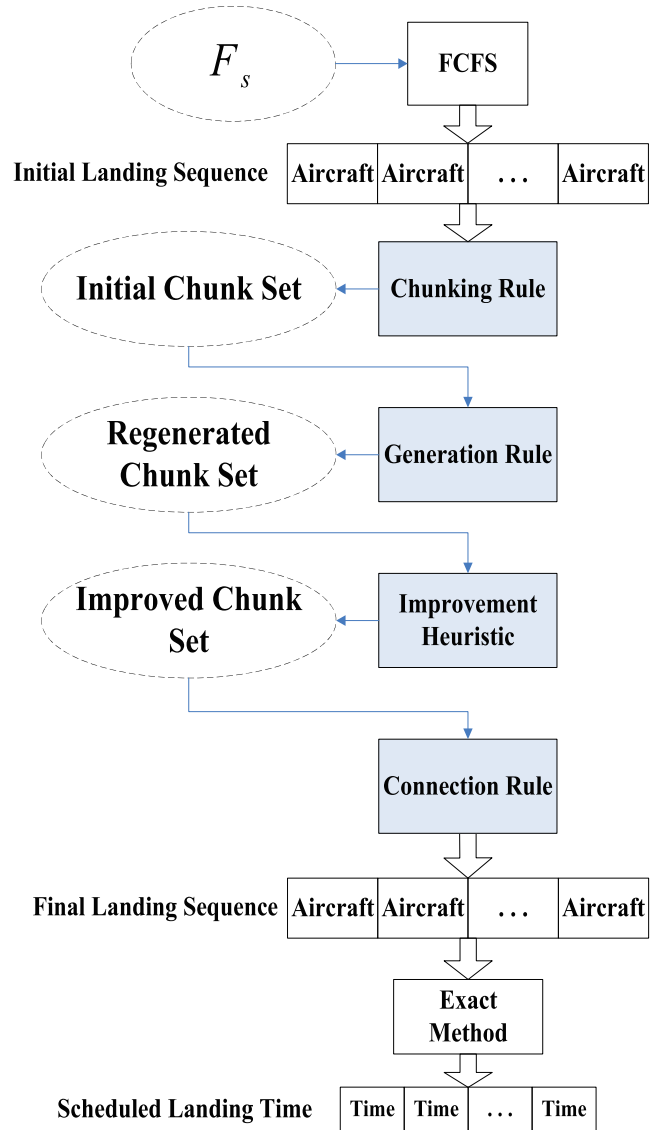 F_s
FCFS
Initial Landing Sequence
Aircraft Aircraft . . . Aircraft
Initial Chunk Set
Chunking Rule
Regenerated
Chunk Set
Generation Rule
Improved Chunk
Set
Improvement
Heuristic
Connection Rule
Final Landing Sequence
Aircraft Aircraft . . . Aircraft
Exact
Method
Scheduled Landing Time
Time Time . . . Time